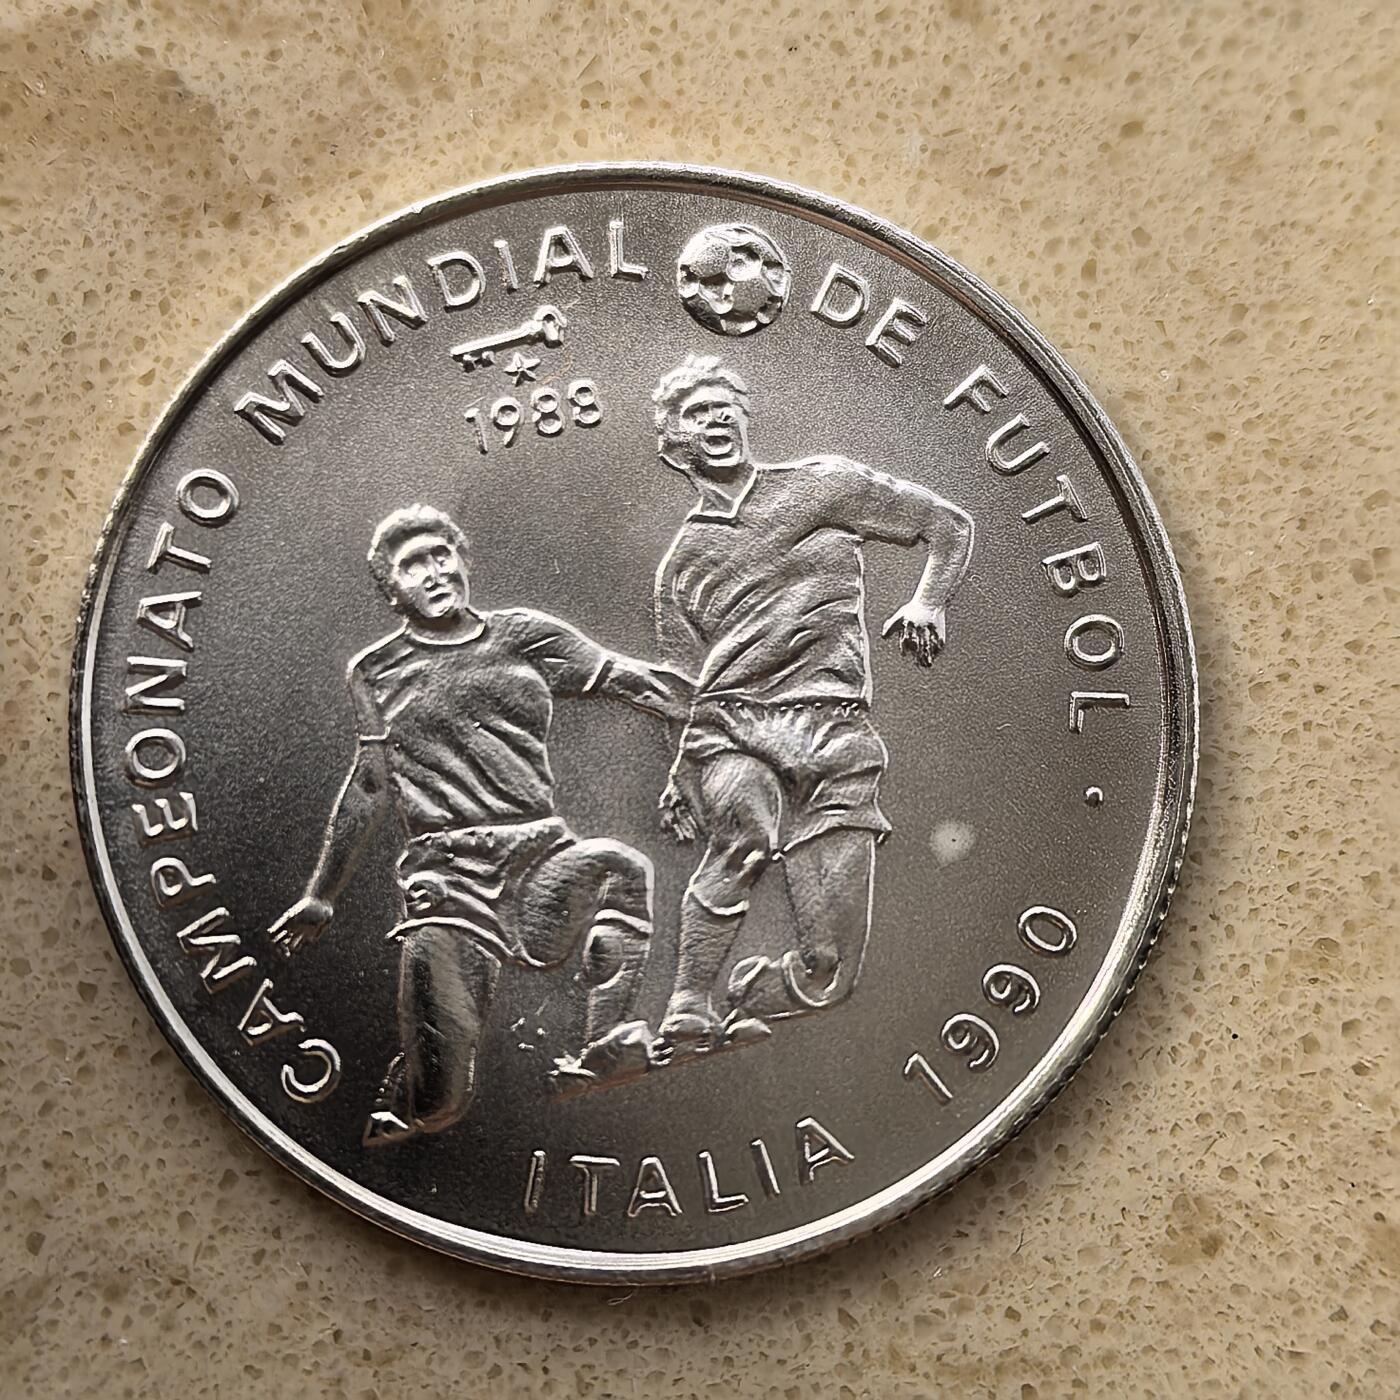 CAMPEONATO MUNDIAL DE FUTBOL .
1988
ITALIA 1990